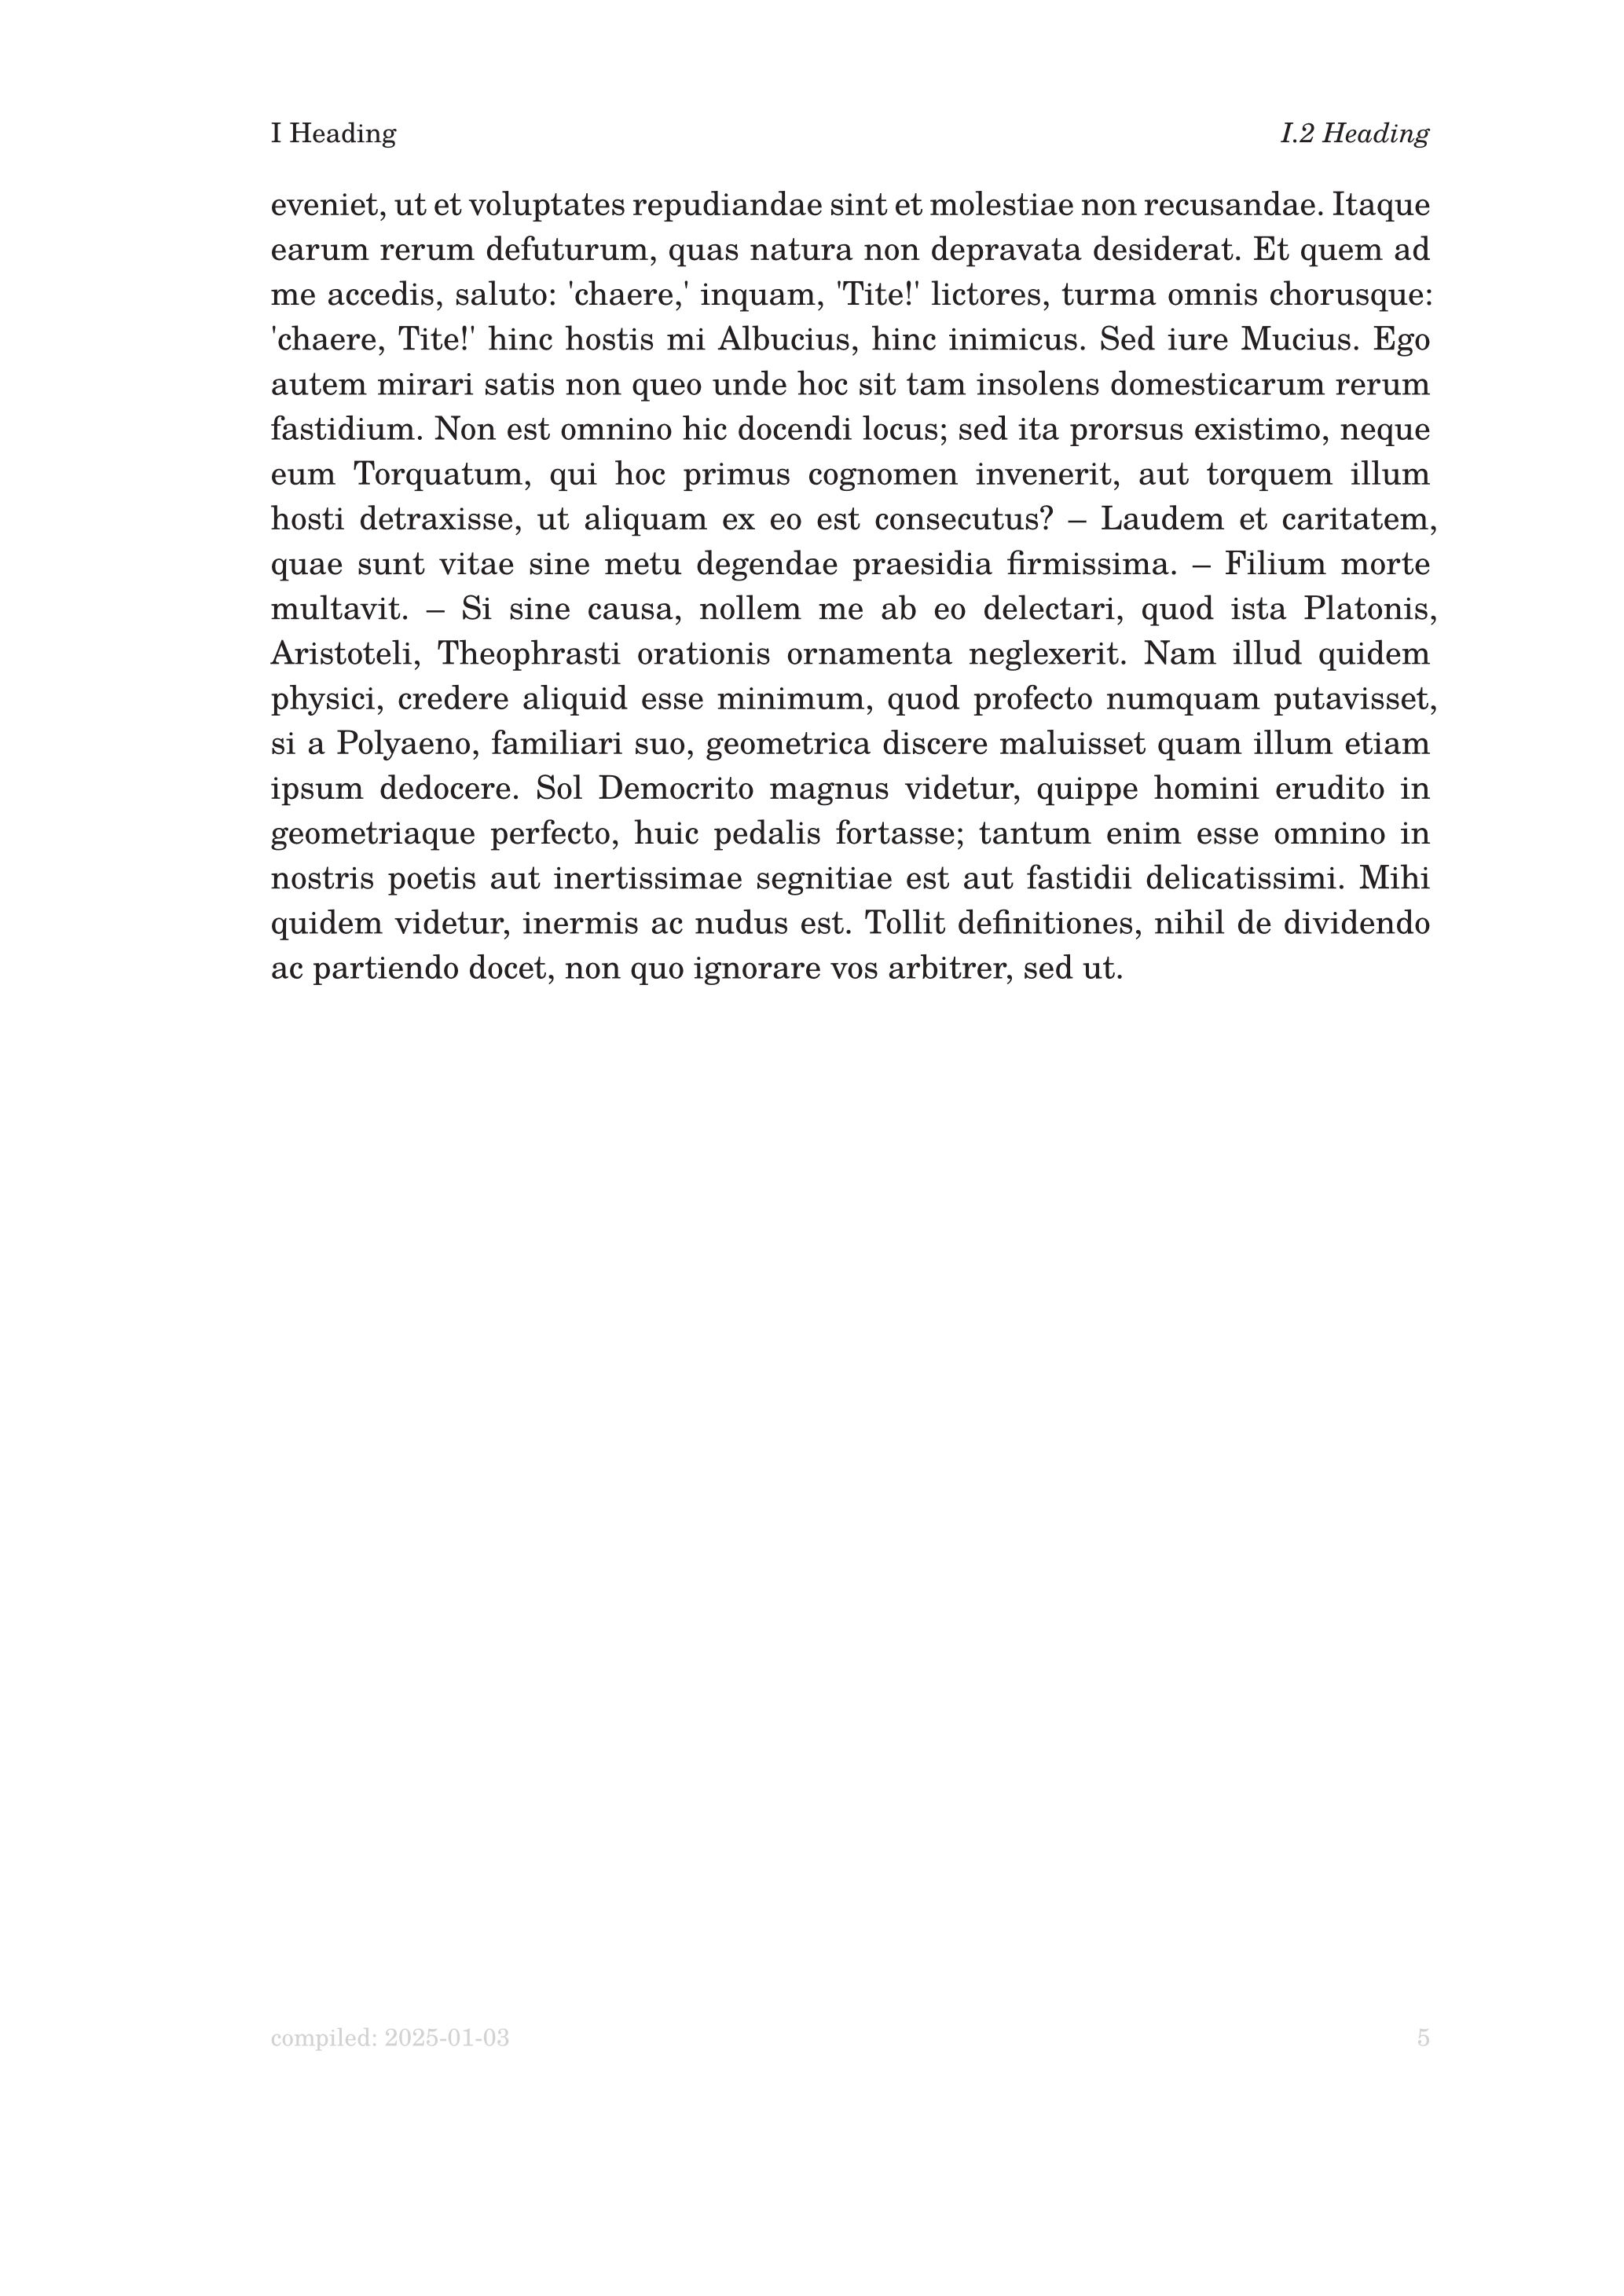 I Heading I.2 Heading
eveniet, ut et voluptates repudiandae sint et molestiae non recusandae. Itaque
earum rerum defuturum, quas natura non depravata desiderat. Et quem ad
me accedis, saluto: 'chaere,' inquam, 'Tite!' lictores, turma omnis chorusque:
'chaere, Tite!' hinc hostis mi Albucius, hinc inimicus. Sed iure Mucius. Ego
autem mirari satis non queo unde hoc sit tam insolens domesticarum rerum
fastidium. Non est omnino hic docendi locus; sed ita prorsus existimo, neque
eum Torquatum, qui hoc primus cognomen invenerit, aut torquem illum
hosti detraxisse, ut aliquam ex eo est consecutus? – Laudem et caritatem,
quae sunt vitae sine metu degendae praesidia firmissima. – Filium morte
multavit. – Si sine causa, nollem me ab eo delectari, quod ista Platonis,
Aristoteli, Theophrasti orationis ornamenta neglexerit. Nam illud quidem
physici, credere aliquid esse minimum, quod profecto numquam putavisset,
si a Polyaeno, familiari suo, geometrica discere maluisset quam illum etiam
ipsum dedocere. Sol Democrito magnus videtur, quippe homini erudito in
geometriaque perfecto, huic pedalis fortasse; tantum enim esse omnino in
nostris poetis aut inertissimae segnitiae est aut fastidii delicatissimi. Mihi
quidem videtur, inermis ac nudus est. Tollit definitiones, nihil de dividendo
ac partiendo docet, non quo ignorare vos arbitrer, sed ut.
compiled: 2025-01-03 5